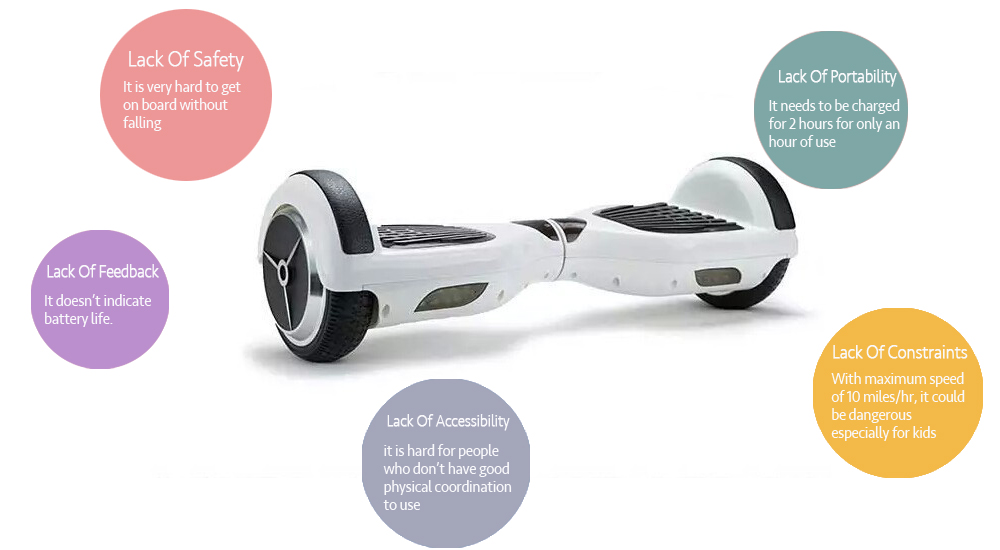 Lack Of Safety
It is very hard to get
on board without
falling
Lack Of Portability
It needs to be charged
for 2 hours for only an
hour of use
Lack Of Feedback
It doesn't indicate
battery life.
Lack Of Constraints
With maximum speed
of 10 miles/hr, it could
be dangerous
especially for kids
Lack Of Accessibility
it is hard for people
who don't have good
physical coordination
to use